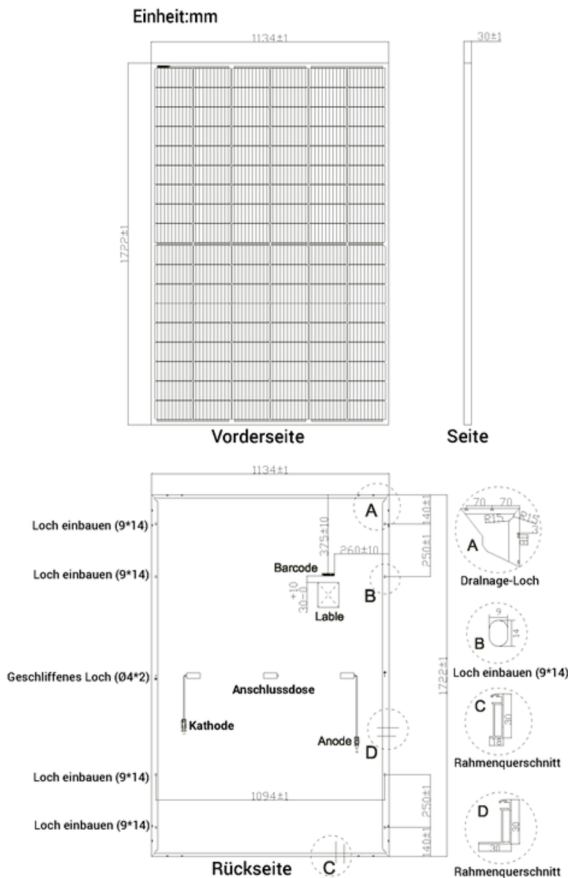 Einheit:mm
1134±1
30±1
1722±1
Vorderseite
Seite
1134±1
A
140±1
250±1
375±10
260±10
Loch einbauen (9*14)
Loch einbauen (9*14)
Barcode
+10
30-0
Lable
B
70
70
R15
A
Dralnage-Loch
9
14
B
Loch einbauen (9*14)
1722±1
Geschliffenes Loch (Ø4*2)
Anschlussdose
Kathode
Anode
D
C
30
Rahmenquerschnitt
Loch einbauen (9*14)
1094±1
250±1
Loch einbauen (9*14)
140±1
D
30
Rahmenquerschnitt
Rückseite
C